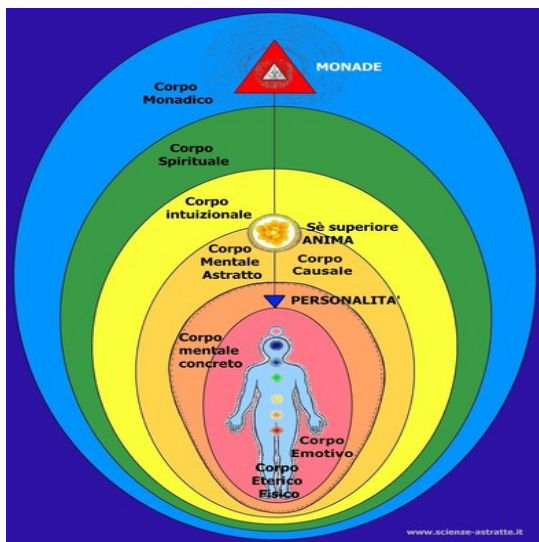 MONADE
Corpo
Monadico
Corpo
Spirituale
Corpo
intuizionale
Sè superiore
ANIMA
Corpo
Mentale
Astratto
Corpo
Causale
PERSONALITA'
Corpo
mentale
concreto
Corpo
Emotivo
Corpo
Eterico
Fisico
www.scienze-astratte.it